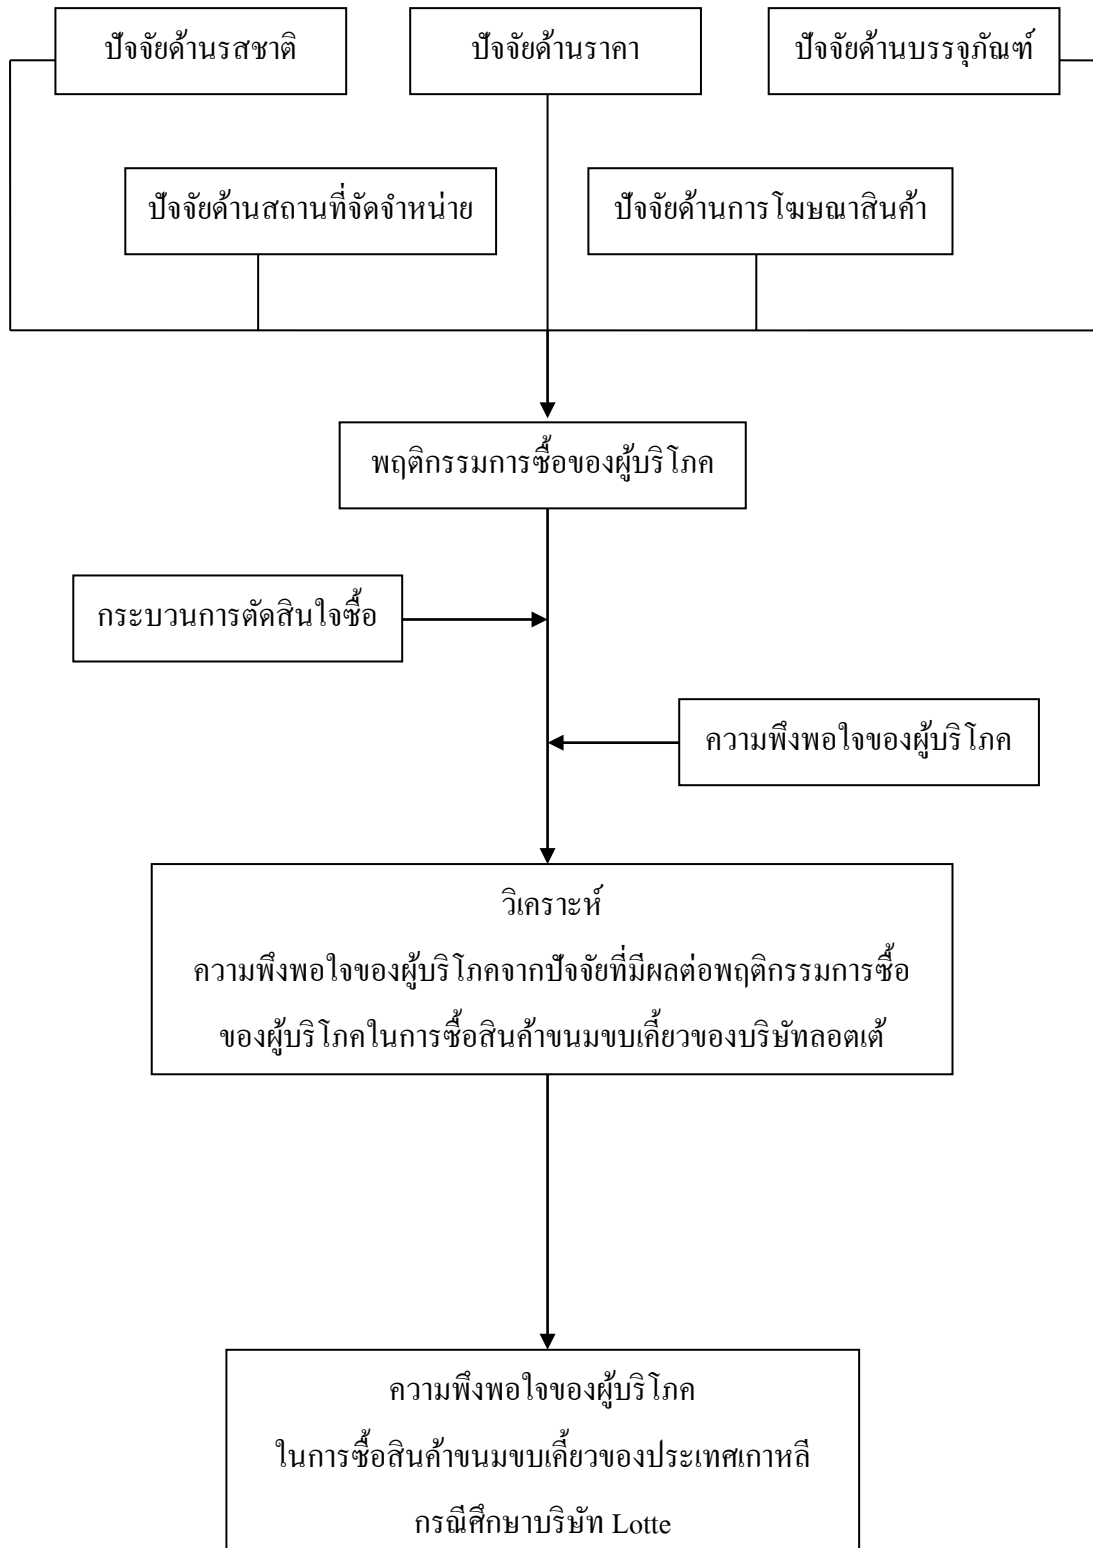 ปัจจัยด้านรสชาติ
ปัจจัยด้านราคา
ปัจจัยด้านบรรจุภัณฑ์
ปัจจัยด้านสถานที่จัดจำหน่าย
ปัจจัยด้านการโฆษณาสินค้า
พฤติกรรมการซื้อของผู้บริโภค
กระบวนการตัดสินใจซื้อ
ความพึงพอใจของผู้บริโภค
วิเคราะห์
ความพึงพอใจของผู้บริโภคจากปัจจัยที่มีผลต่อพฤติกรรมการซื้อ
ของผู้บริโภคในการซื้อสินค้าขนมขบเคี้ยวของบริษัทลอตเต้
ความพึงพอใจของผู้บริโภค
ในการซื้อสินค้าขนมขบเคี้ยวของประเทศเกาหลี
กรณีศึกษาบริษัท Lotte